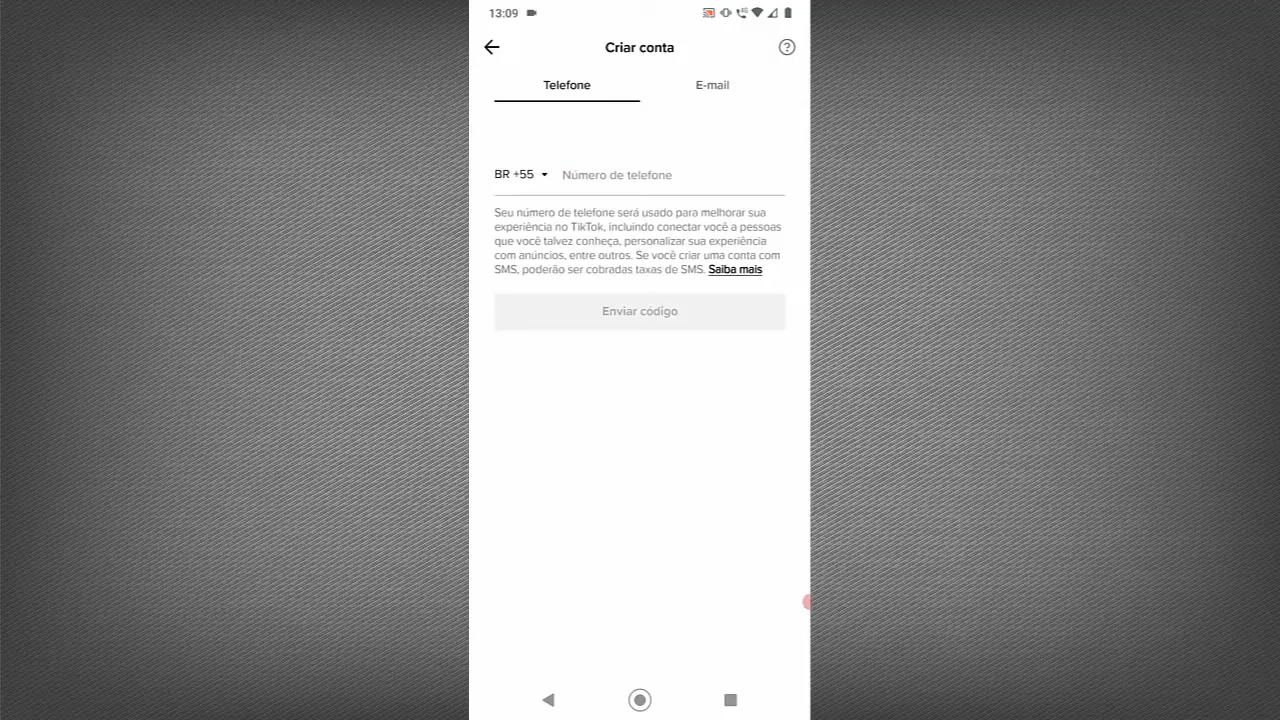 13:09
Criar conta
Telefone E-mail
BR +55 Número de telefone
Seu número de telefone será usado para melhorar sua
experiência no TikTok, incluindo conectar você a pessoas
que você talvez conheça, personalizar sua experiência
com anúncios, entre outros. Se você criar uma conta com
SMS, poderão ser cobradas taxas de SMS. Saiba mais
Enviar código